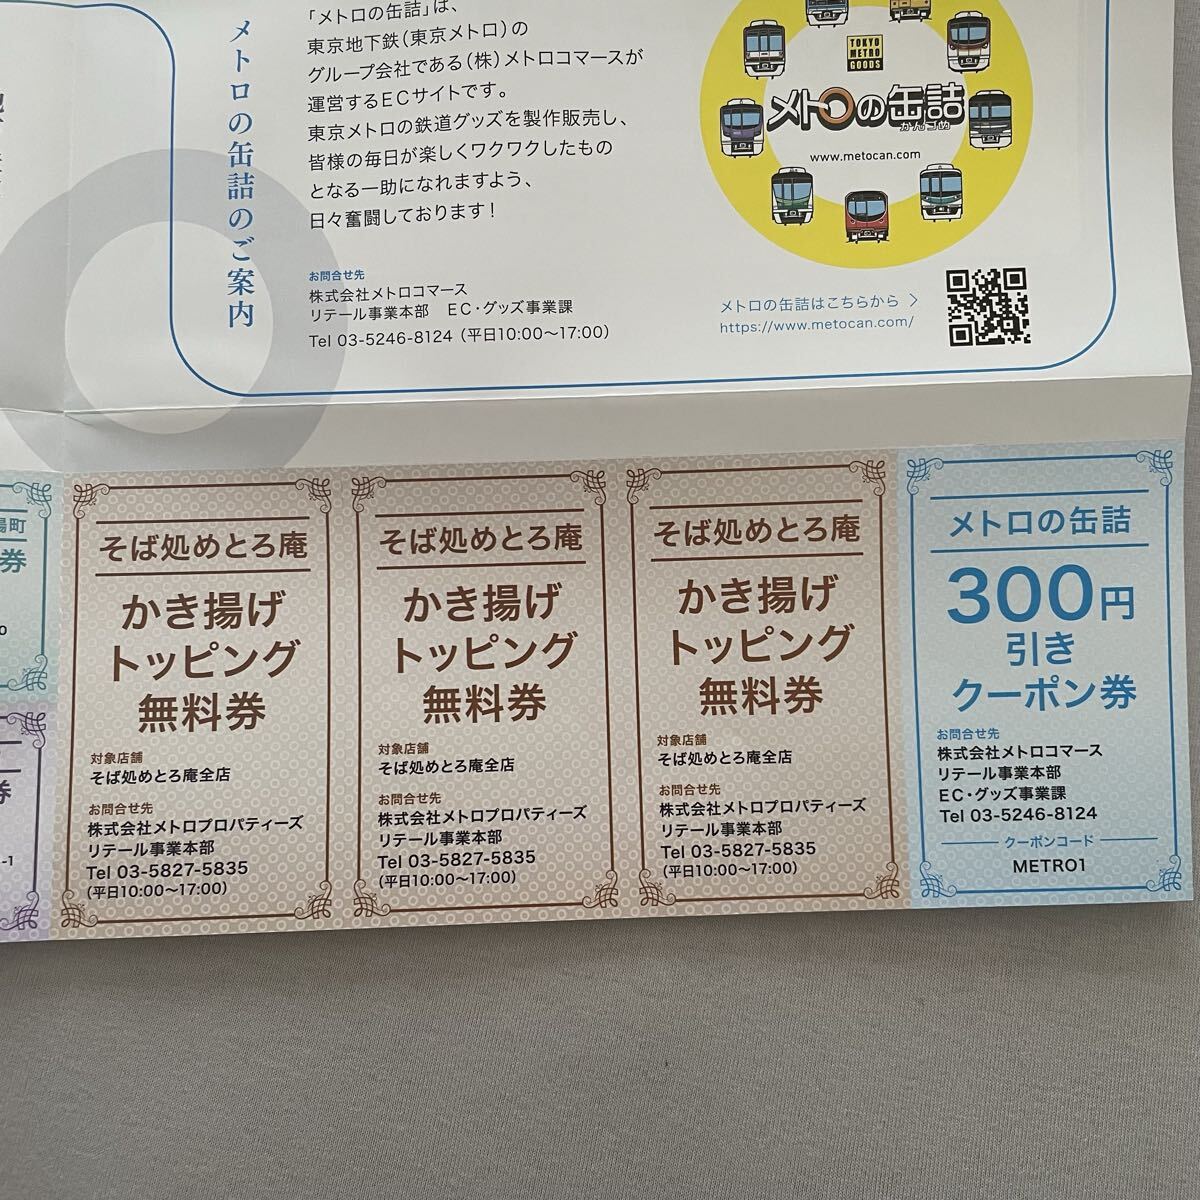 メトロの缶詰のご案内
「メトロの缶詰」は、
東京地下鉄（東京メトロ）の
グループ会社である（株）メトロコマースが
運営するECサイトです。
東京メトロの鉄道グッズを製作販売し、
皆様の毎日が楽しくワクワクしたもの
となる一助になれますよう、
日々奮闘しております！
お問合せ先
株式会社メトロコマース
リテール事業本部　EC・グッズ事業課
Tel 03-5246-8124（平日10:00〜17:00）
TOKYO
METRO
GOODS
メトロの缶詰
かんづめ
www.metocan.com
メトロの缶詰はこちらから
https://www.metocan.com/
町
券
券
-1
そば処めとろ庵
かき揚げ
トッピング
無料券
対象店舗
そば処めとろ庵全店
お問合せ先
株式会社メトロプロパティーズ
リテール事業本部
Tel 03-5827-5835
（平日10:00〜17:00）
そば処めとろ庵
かき揚げ
トッピング
無料券
対象店舗
そば処めとろ庵全店
お問合せ先
株式会社メトロプロパティーズ
リテール事業本部
Tel 03-5827-5835
（平日10:00〜17:00）
そば処めとろ庵
かき揚げ
トッピング
無料券
対象店舗
そば処めとろ庵全店
お問合せ先
株式会社メトロプロパティーズ
リテール事業本部
Tel 03-5827-5835
（平日10:00〜17:00）
メトロの缶詰
300円
引き
クーポン券
お問合せ先
株式会社メトロコマース
リテール事業本部
EC・グッズ事業課
Tel 03-5246-8124
クーポンコード
METRO1